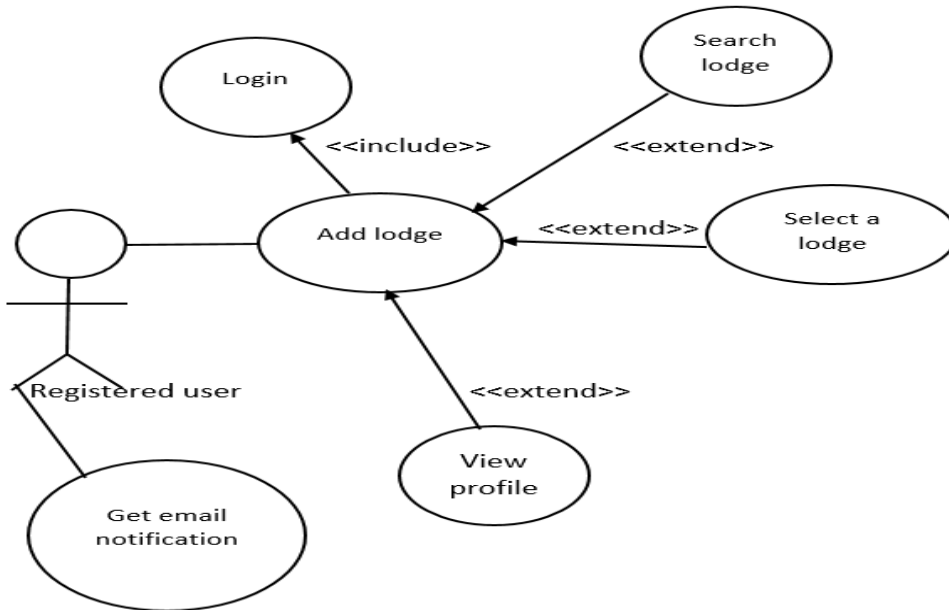 Login
Search
lodge
<<include>>
<<extend>>
Add lodge
<<extend>>
Select a
lodge
Registered user
<<extend>>
View
profile
Get email
notification